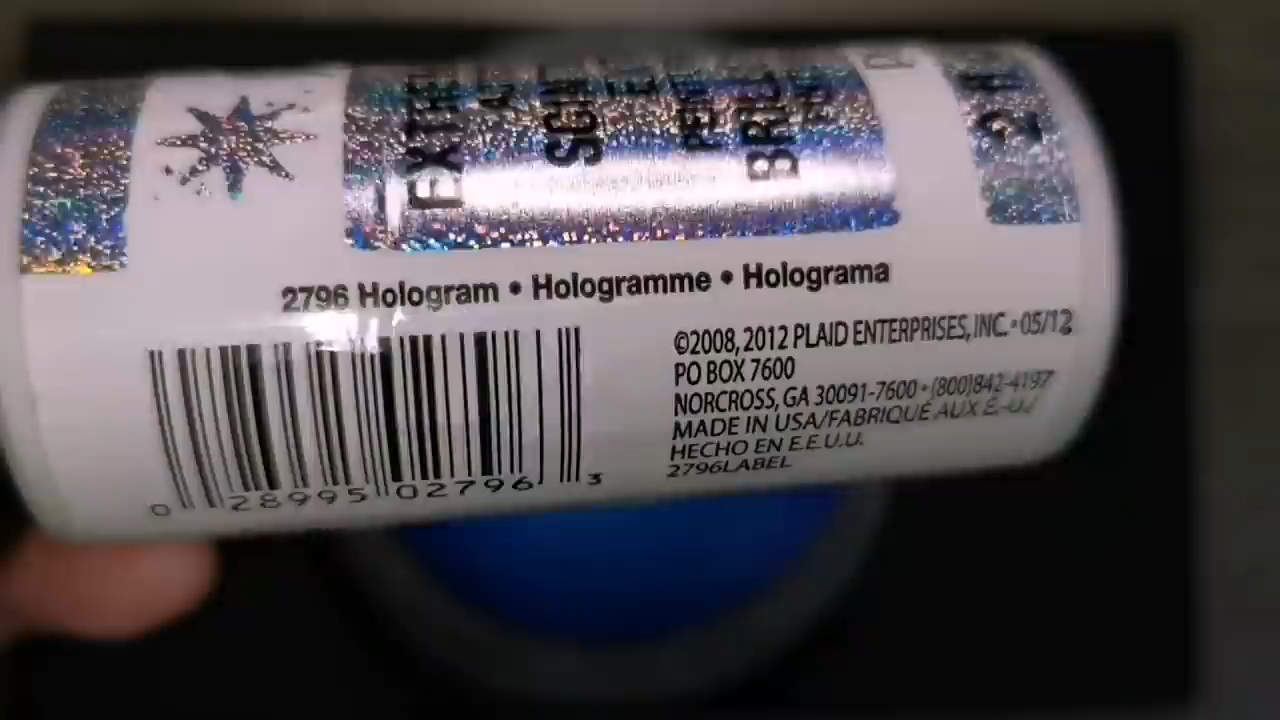 2796 Hologram • Hologramme • Holograma
©2008, 2012 PLAID ENTERPRISES, INC. • 05/12
PO BOX 7600
NORCROSS, GA 30091-7600 • (800)842-4197
MADE IN USA/FABRIQUÉ AUX É.-U./
HECHO EN E.E.U.U.
2796LABEL
0 28995 02796 3